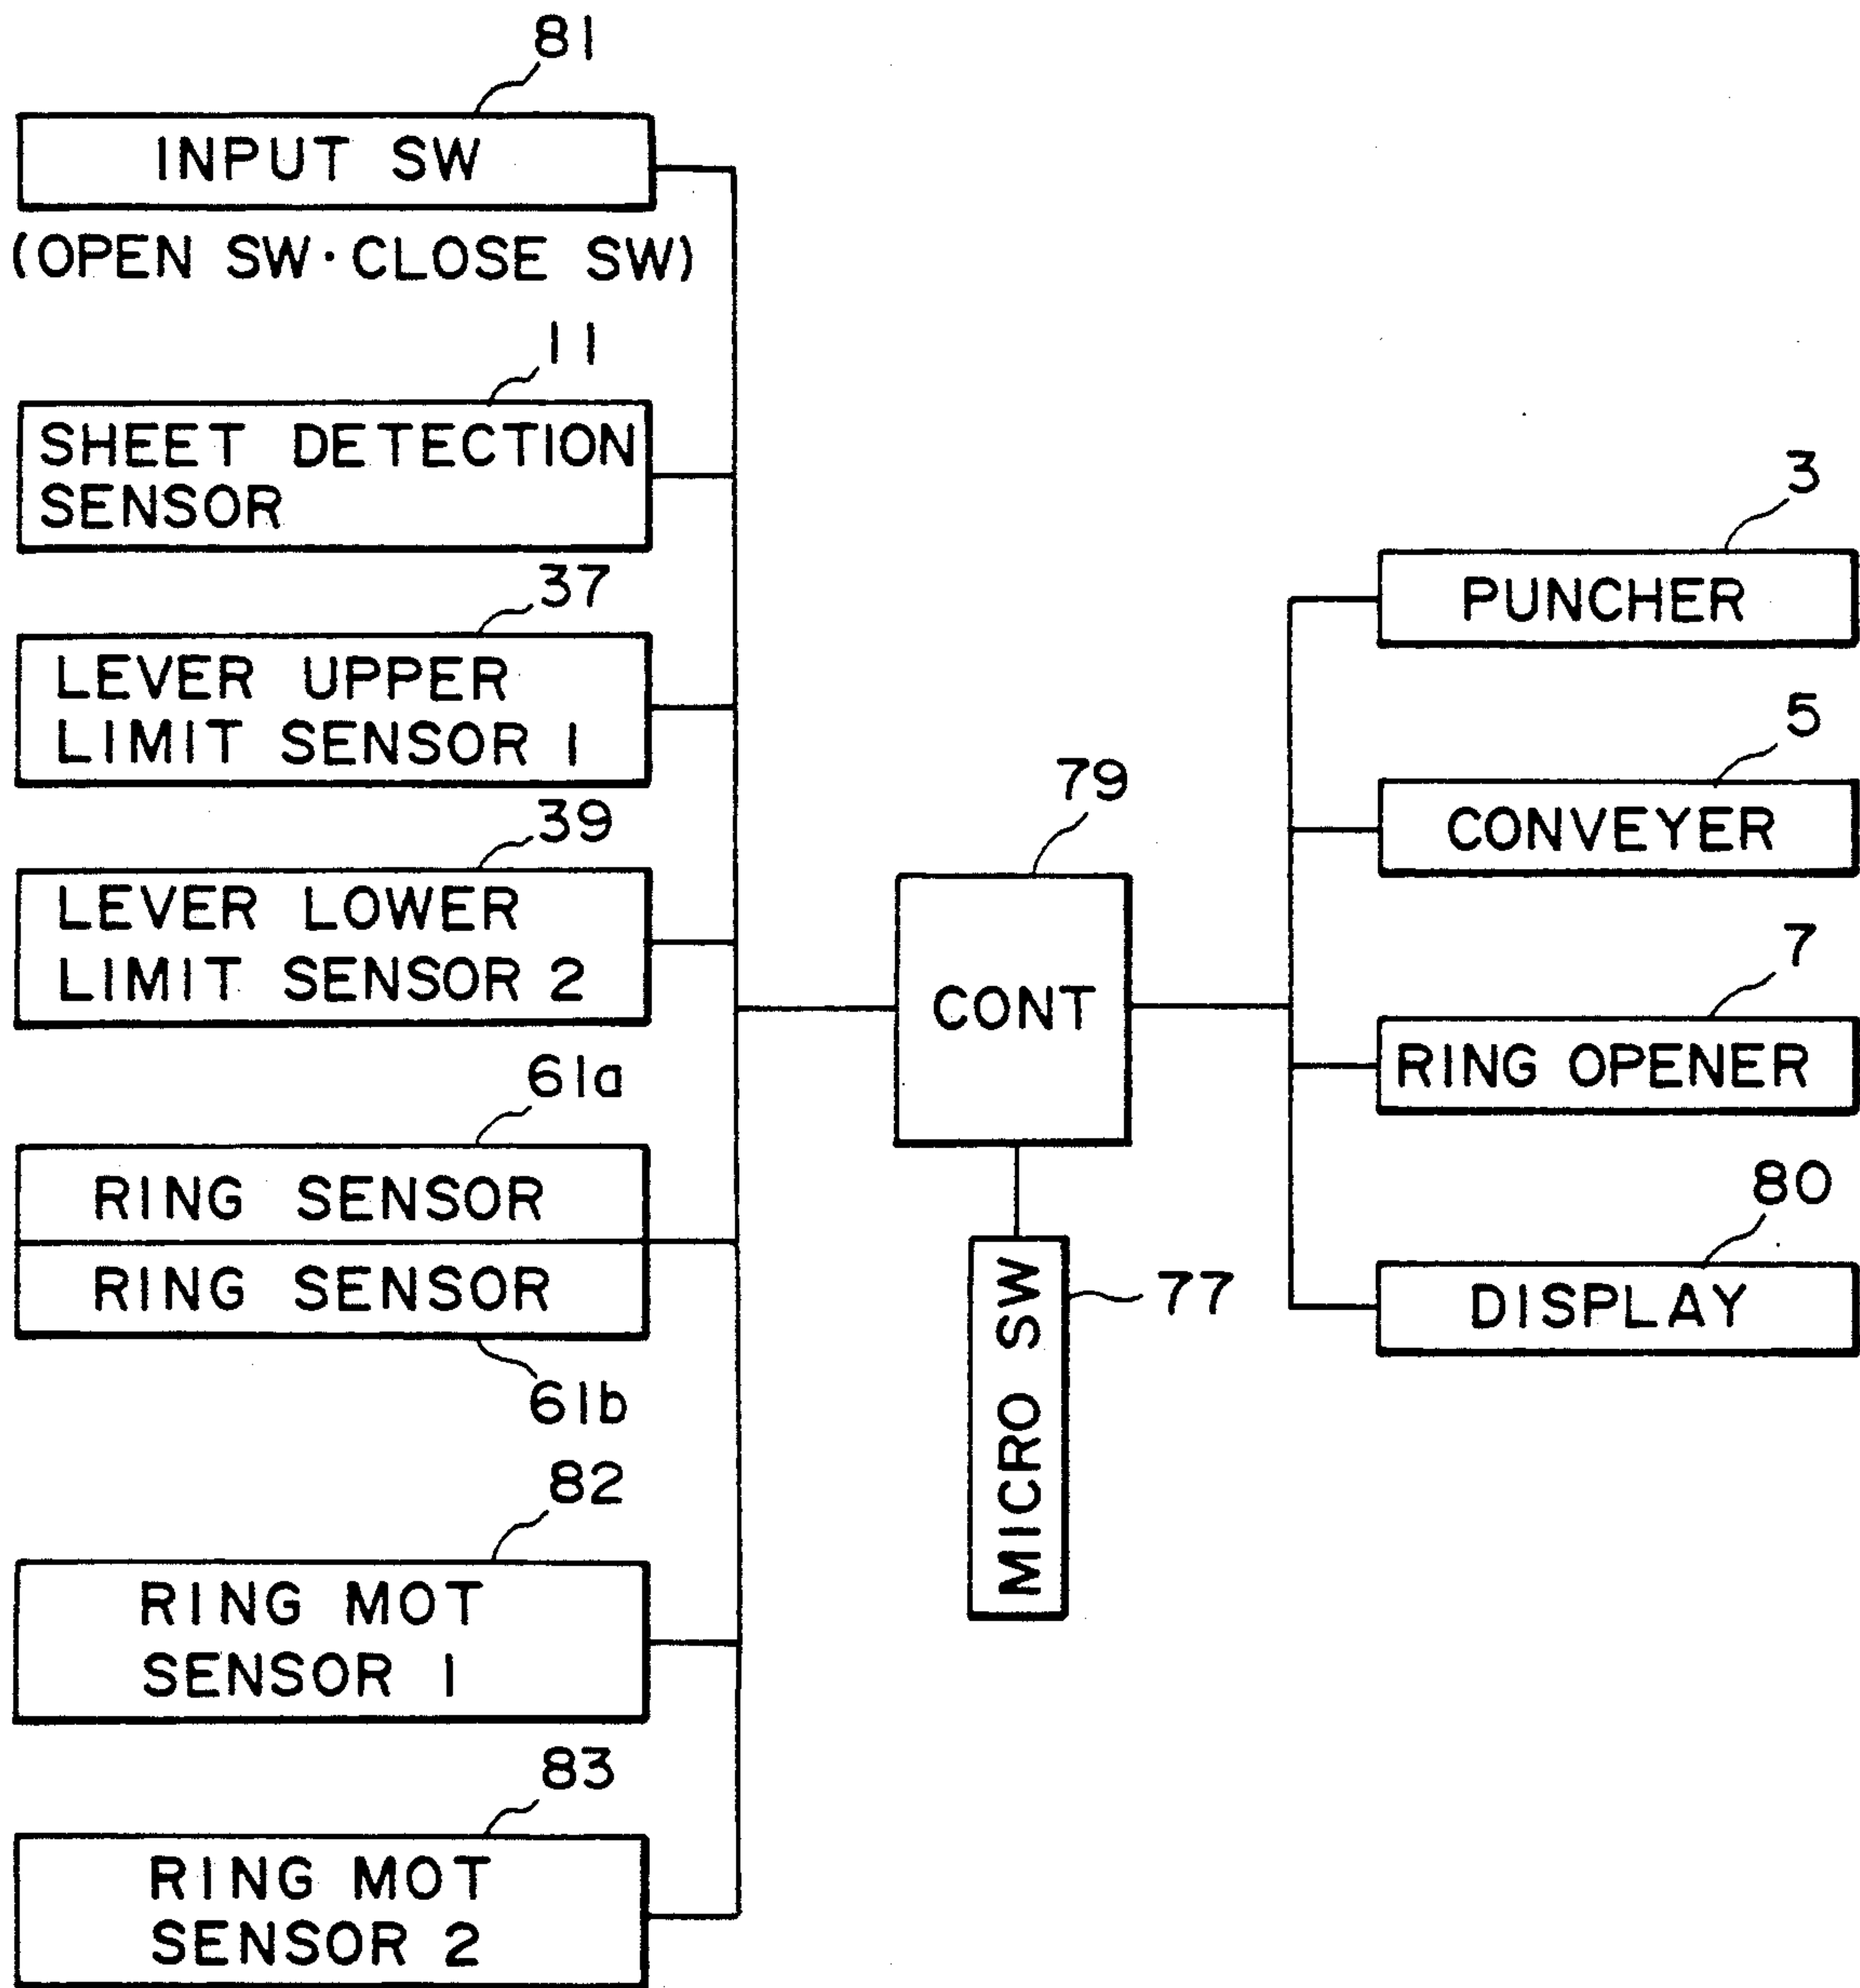 81
INPUT SW
(OPEN SW·CLOSE SW)
11
SHEET DETECTION
SENSOR
37
LEVER UPPER
LIMIT SENSOR 1
39
LEVER LOWER
LIMIT SENSOR 2
61a
RING SENSOR
RING SENSOR
61b
82
RING MOT
SENSOR 1
83
RING MOT
SENSOR 2
79
CONT
MICRO SW
77
3
PUNCHER
5
CONVEYER
7
RING OPENER
80
DISPLAY